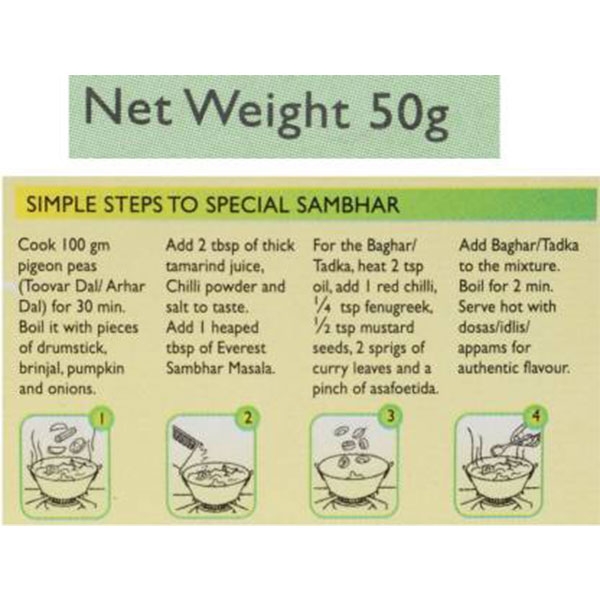 Net Weight 50g
SIMPLE STEPS TO SPECIAL SAMBHAR
Cook 100 gm
pigeon peas
(Toovar Dal/ Arhar
Dal) for 30 min.
Boil it with pieces
of drumstick,
brinjal, pumpkin
and onions.
1
Add 2 tbsp of thick
tamarind juice,
Chilli powder and
salt to taste.
Add 1 heaped
tbsp of Everest
Sambhar Masala.
2
For the Baghar/
Tadka, heat 2 tsp
oil, add 1 red chilli,
¼ tsp fenugreek,
½ tsp mustard
seeds, 2 sprigs of
curry leaves and a
pinch of asafoetida.
3
Add Baghar/Tadka
to the mixture.
Boil for 2 min.
Serve hot with
dosas/idlis/
appams for
authentic flavour.
4